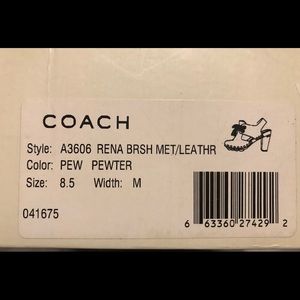 COACH
Style: A3606 RENA BRSH MET/LEATHR
Color: PEW PEWTER
Size: 8.5 Width: M
041675
6 63360 27429 2